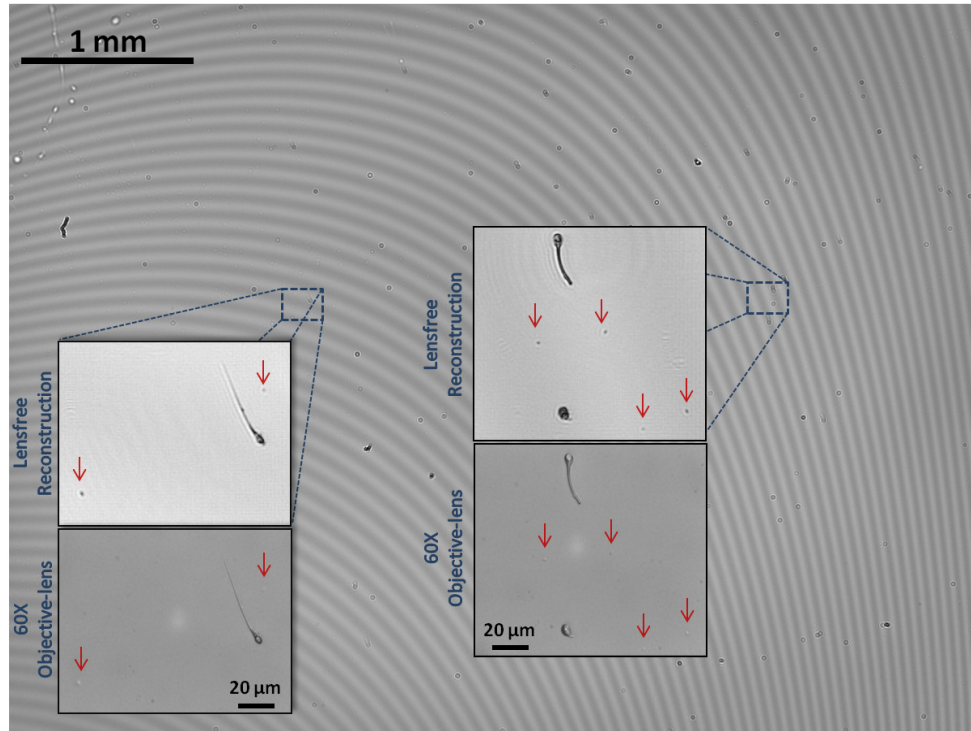 1 mm
Lensfree
Reconstruction
60X
Objective-lens
20 µm
Lensfree
Reconstruction
60X
Objective-lens
20 µm